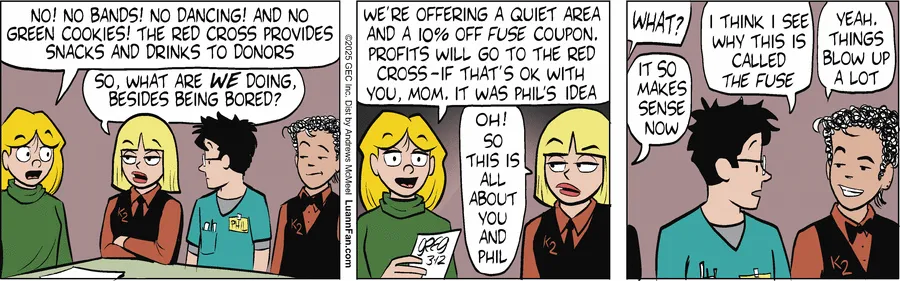 NO! NO BANDS! NO DANCING! AND NO
GREEN COOKIES! THE RED CROSS PROVIDES
SNACKS AND DRINKS TO DONORS
SO, WHAT ARE WE DOING,
BESIDES BEING BORED?
K2
PHIL
K2
©2025 GEC Inc. Dist by Andrews McMeel LuannFan.com
WE'RE OFFERING A QUIET AREA
AND A 10% OFF FUSE COUPON.
PROFITS WILL GO TO THE RED
CROSS–IF THAT'S OK WITH
YOU, MOM. IT WAS PHIL'S IDEA
OH!
SO
THIS IS
ALL
ABOUT
YOU
AND
PHIL
GREG
3•12
K2
WHAT?
IT SO
MAKES
SENSE
NOW
I THINK I SEE
WHY THIS IS
CALLED
THE FUSE
YEAH.
THINGS
BLOW UP
A LOT
K2